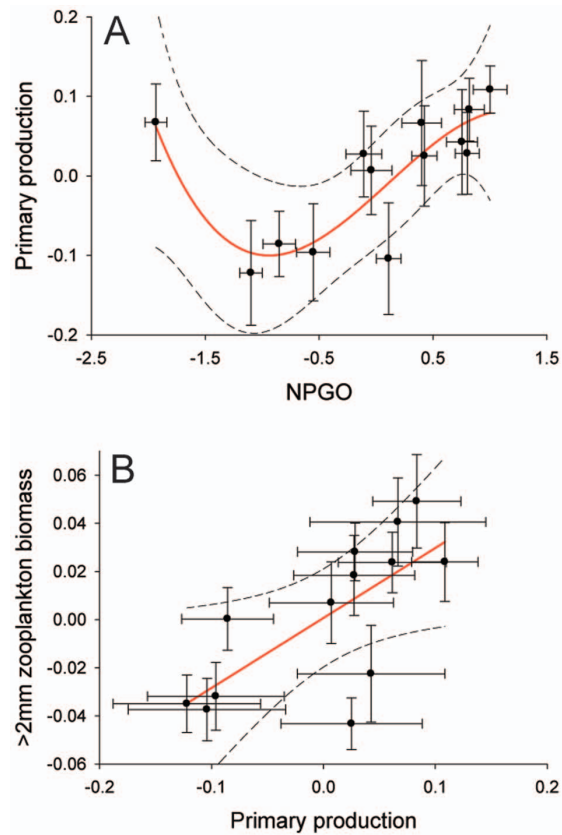 A
Primary production
0.2
0.1
0.0
-0.1
-0.2
-2.5 -1.5 -0.5 0.5 1.5
NPGO
B
>2mm zooplankton biomass
0.06
0.04
0.02
0.00
-0.02
-0.04
-0.06
-0.2 -0.1 0.0 0.1 0.2
Primary production